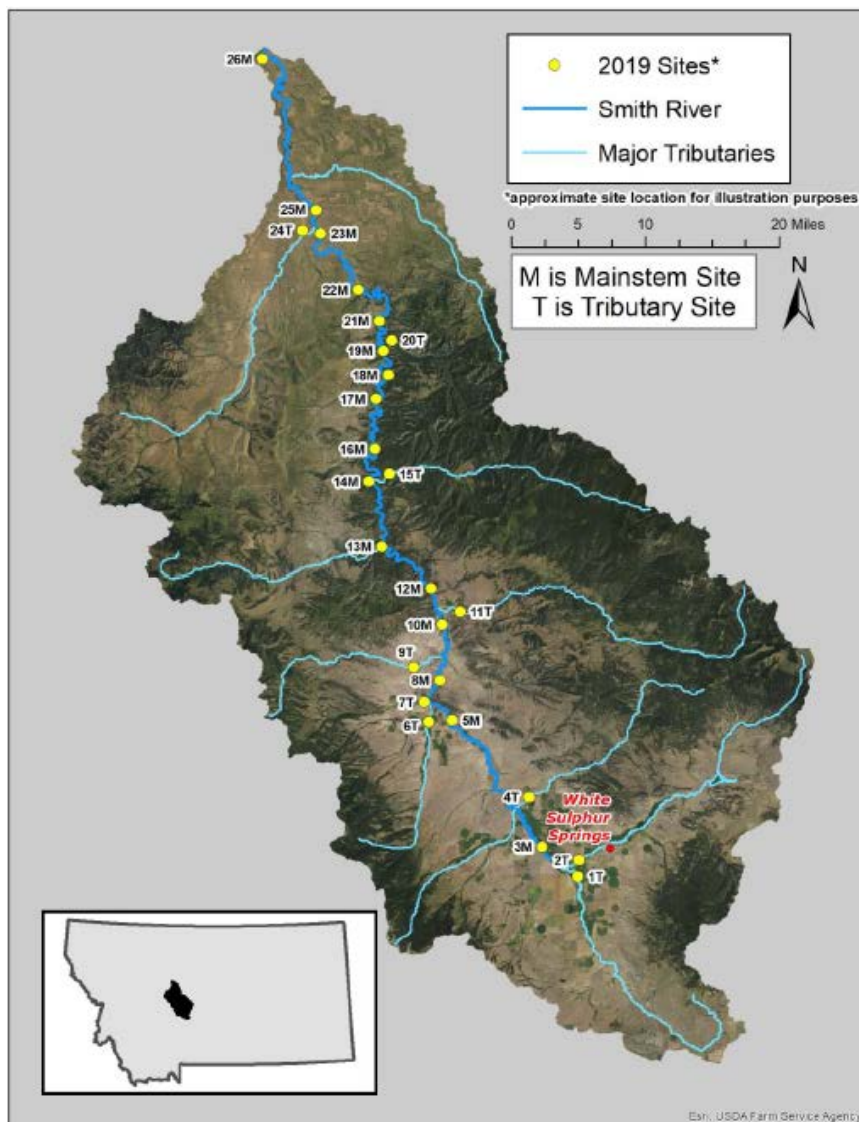 26M
2019 Sites*
Smith River
Major Tributaries
*approximate site location for illustration purposes
0 5 10 20 Miles
M is Mainstem Site
T is Tributary Site
N
25M
24T
23M
22M
21M
20T
19M
18M
17M
16M
15T
14M
13M
12M
11T
10M
9T
8M
7T
6T
5M
4T
White
Sulphur
Springs
3M
2T
1T
Esri, USDA Farm Service Agency